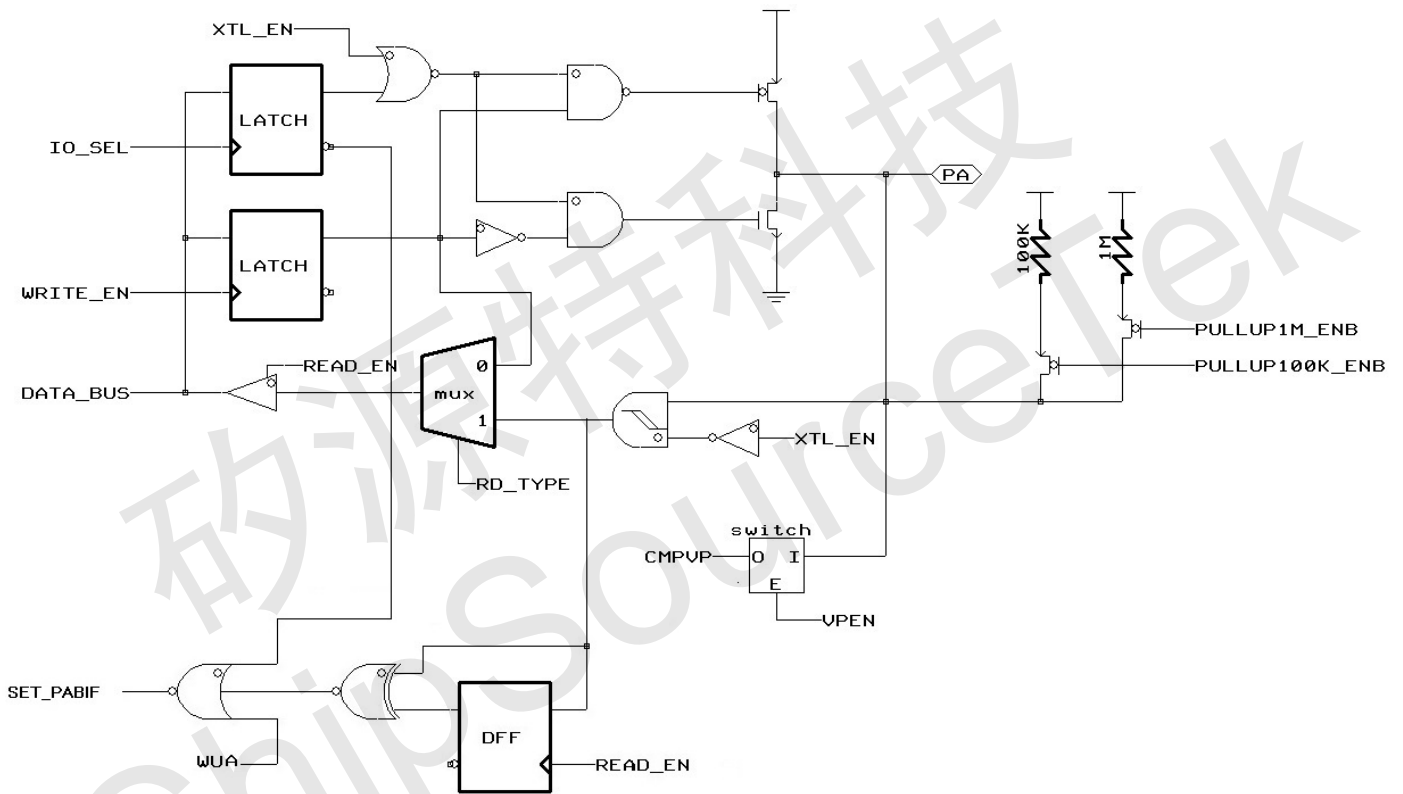 XTL_EN
LATCH
IO_SEL
PA
100K
1M
LATCH
WRITE_EN
PULLUP1M_ENB
READ_EN
0
PULLUP100K_ENB
DATA_BUS
mux
1
XTL_EN
RD_TYPE
switch
CMPVP
O I
E
VPEN
SET_PABIF
DFF
WUA
READ_EN
矽源特科技
ChipSourceTek